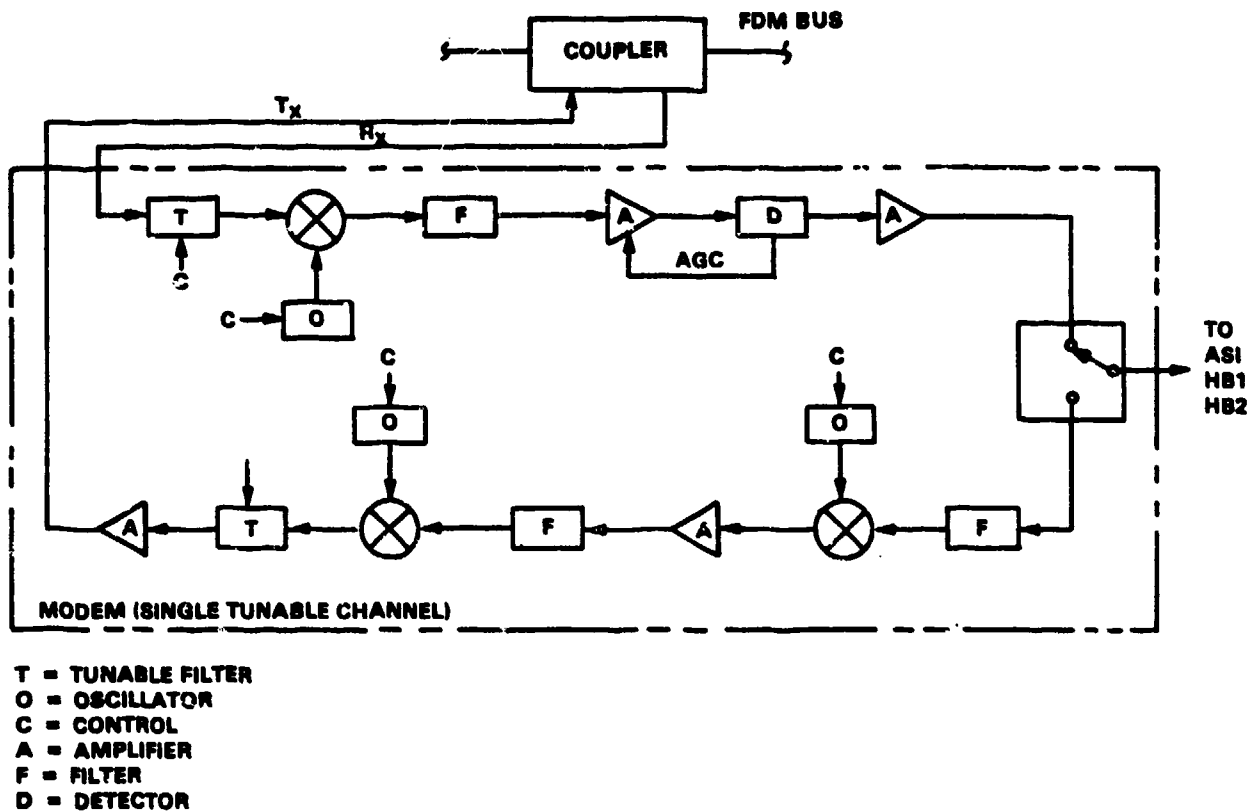 FDM BUS
COUPLER
Tx
Rx
T
F
A
D
A
AGC
C
C
O
TO
ASI
HB1
HB2
C
C
O
O
A
T
F
A
F
MODEM (SINGLE TUNABLE CHANNEL)
T = TUNABLE FILTER
O = OSCILLATOR
C = CONTROL
A = AMPLIFIER
F = FILTER
D = DETECTOR